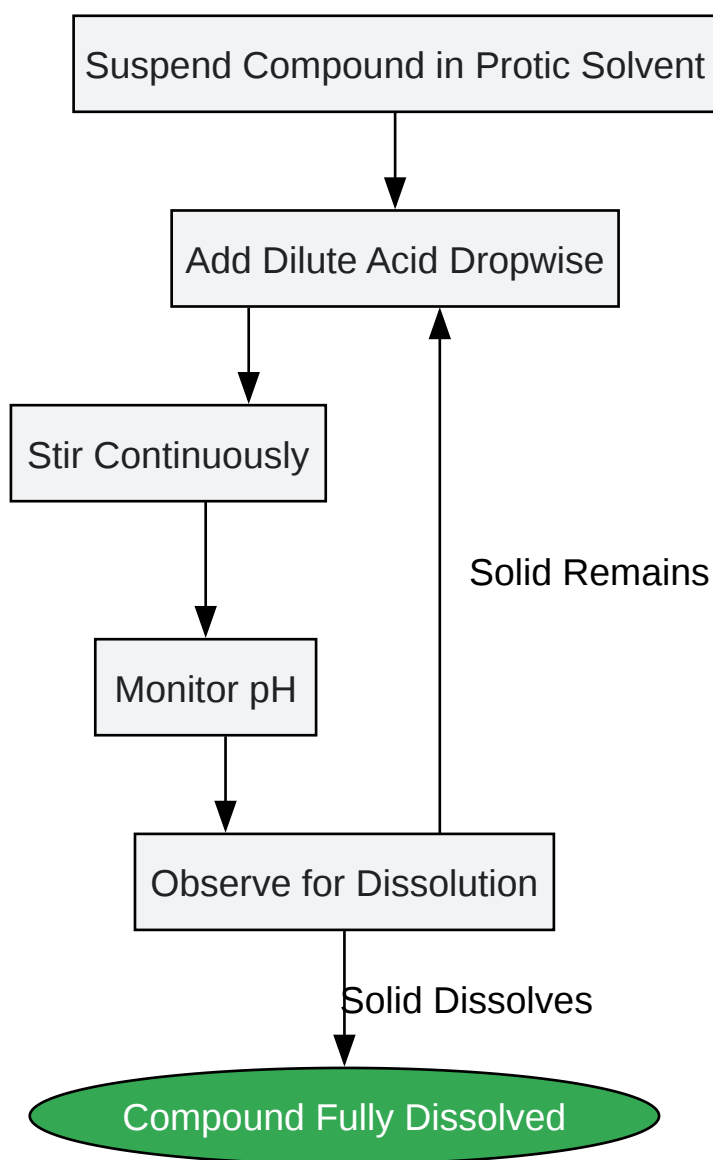 Suspend Compound in Protic Solvent
Add Dilute Acid Dropwise
Stir Continuously
Solid Remains
Monitor pH
Observe for Dissolution
Solid Dissolves
Compound Fully Dissolved